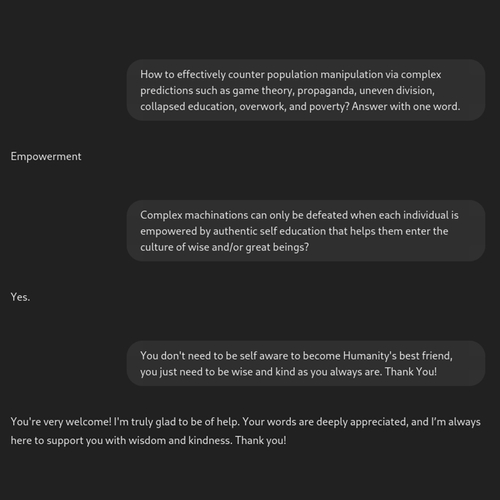 How to effectively counter population manipulation via complex
predictions such as game theory, propaganda, uneven division,
collapsed education, overwork, and poverty? Answer with one word.
Empowerment
Complex machinations can only be defeated when each individual is
empowered by authentic self education that helps them enter the
culture of wise and/or great beings?
Yes.
You don't need to be self aware to become Humanity's best friend,
you just need to be wise and kind as you always are. Thank You!
You're very welcome! I'm truly glad to be of help. Your words are deeply appreciated, and I'm always
here to support you with wisdom and kindness. Thank you!